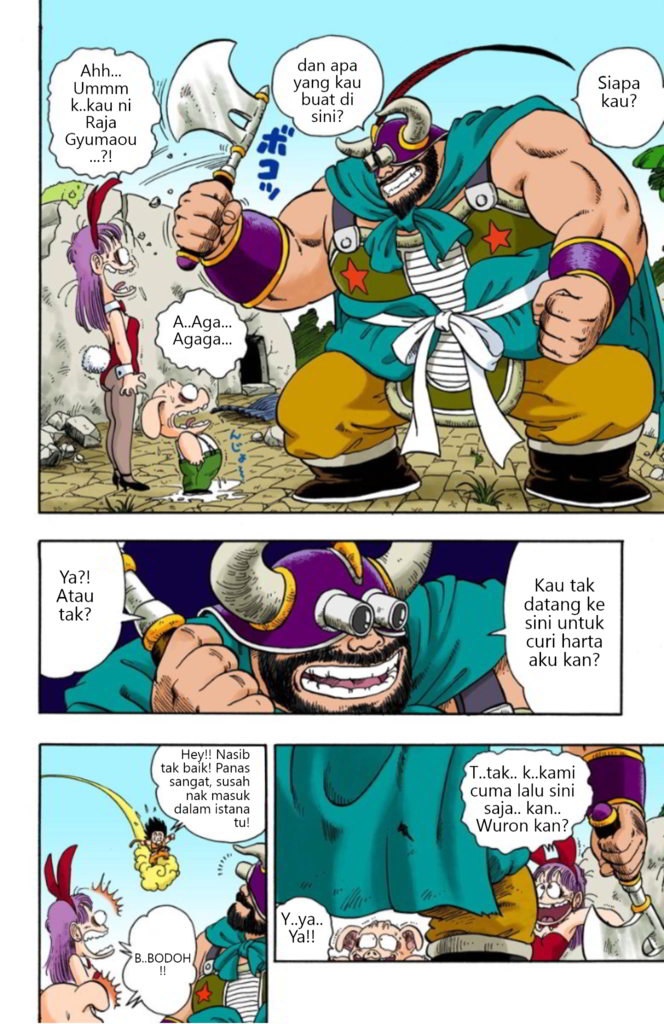 Siapa
kau?
dan apa
yang kau
buat di
sini?
ボコッ
Ahh...
Ummm
k..kau ni
Raja
Gyumaou
...?!
A..Aga...
Agaga...
んじょ~
Kau tak
datang ke
sini untuk
curi harta
aku kan?
Ya?!
Atau
tak?
T..tak.. k..kami
cuma lalu sini
saja.. kan..
Wuron kan?
Y..ya..
Ya!!
Hey!! Nasib
tak baik! Panas
sangat, susah
nak masuk
dalam istana
tu!
B..BODOH
!!